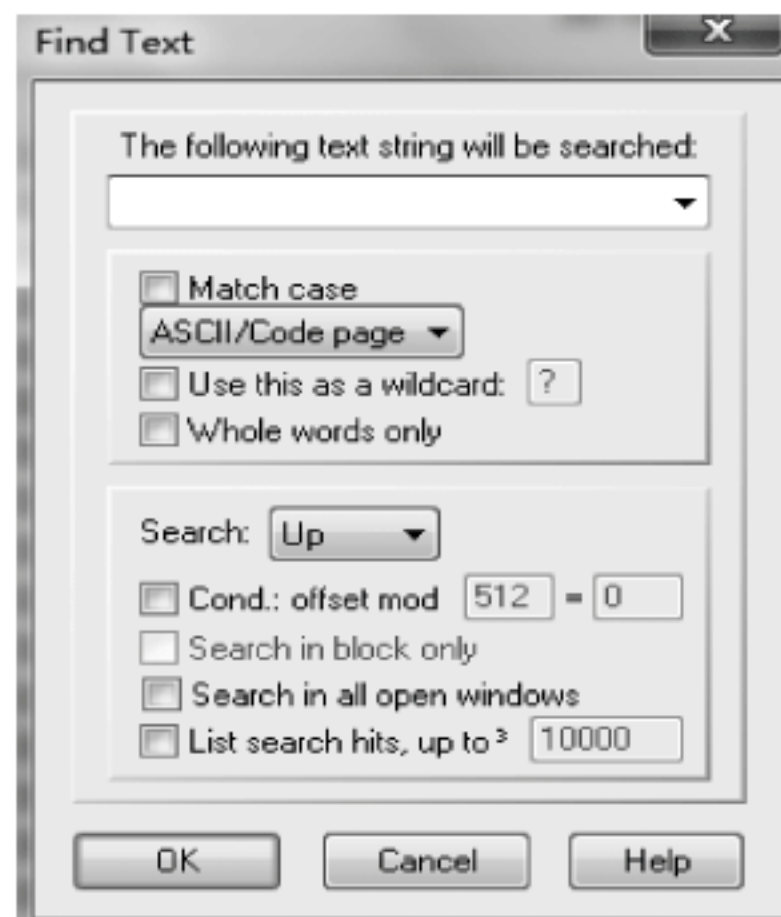 Find Text
The following text string will be searched:
Match case
ASCII/Code page
Use this as a wildcard: ?
Whole words only
Search: Up
Cond.: offset mod 512 = 0
Search in block only
Search in all open windows
List search hits, up to ³ 10000
OK Cancel Help